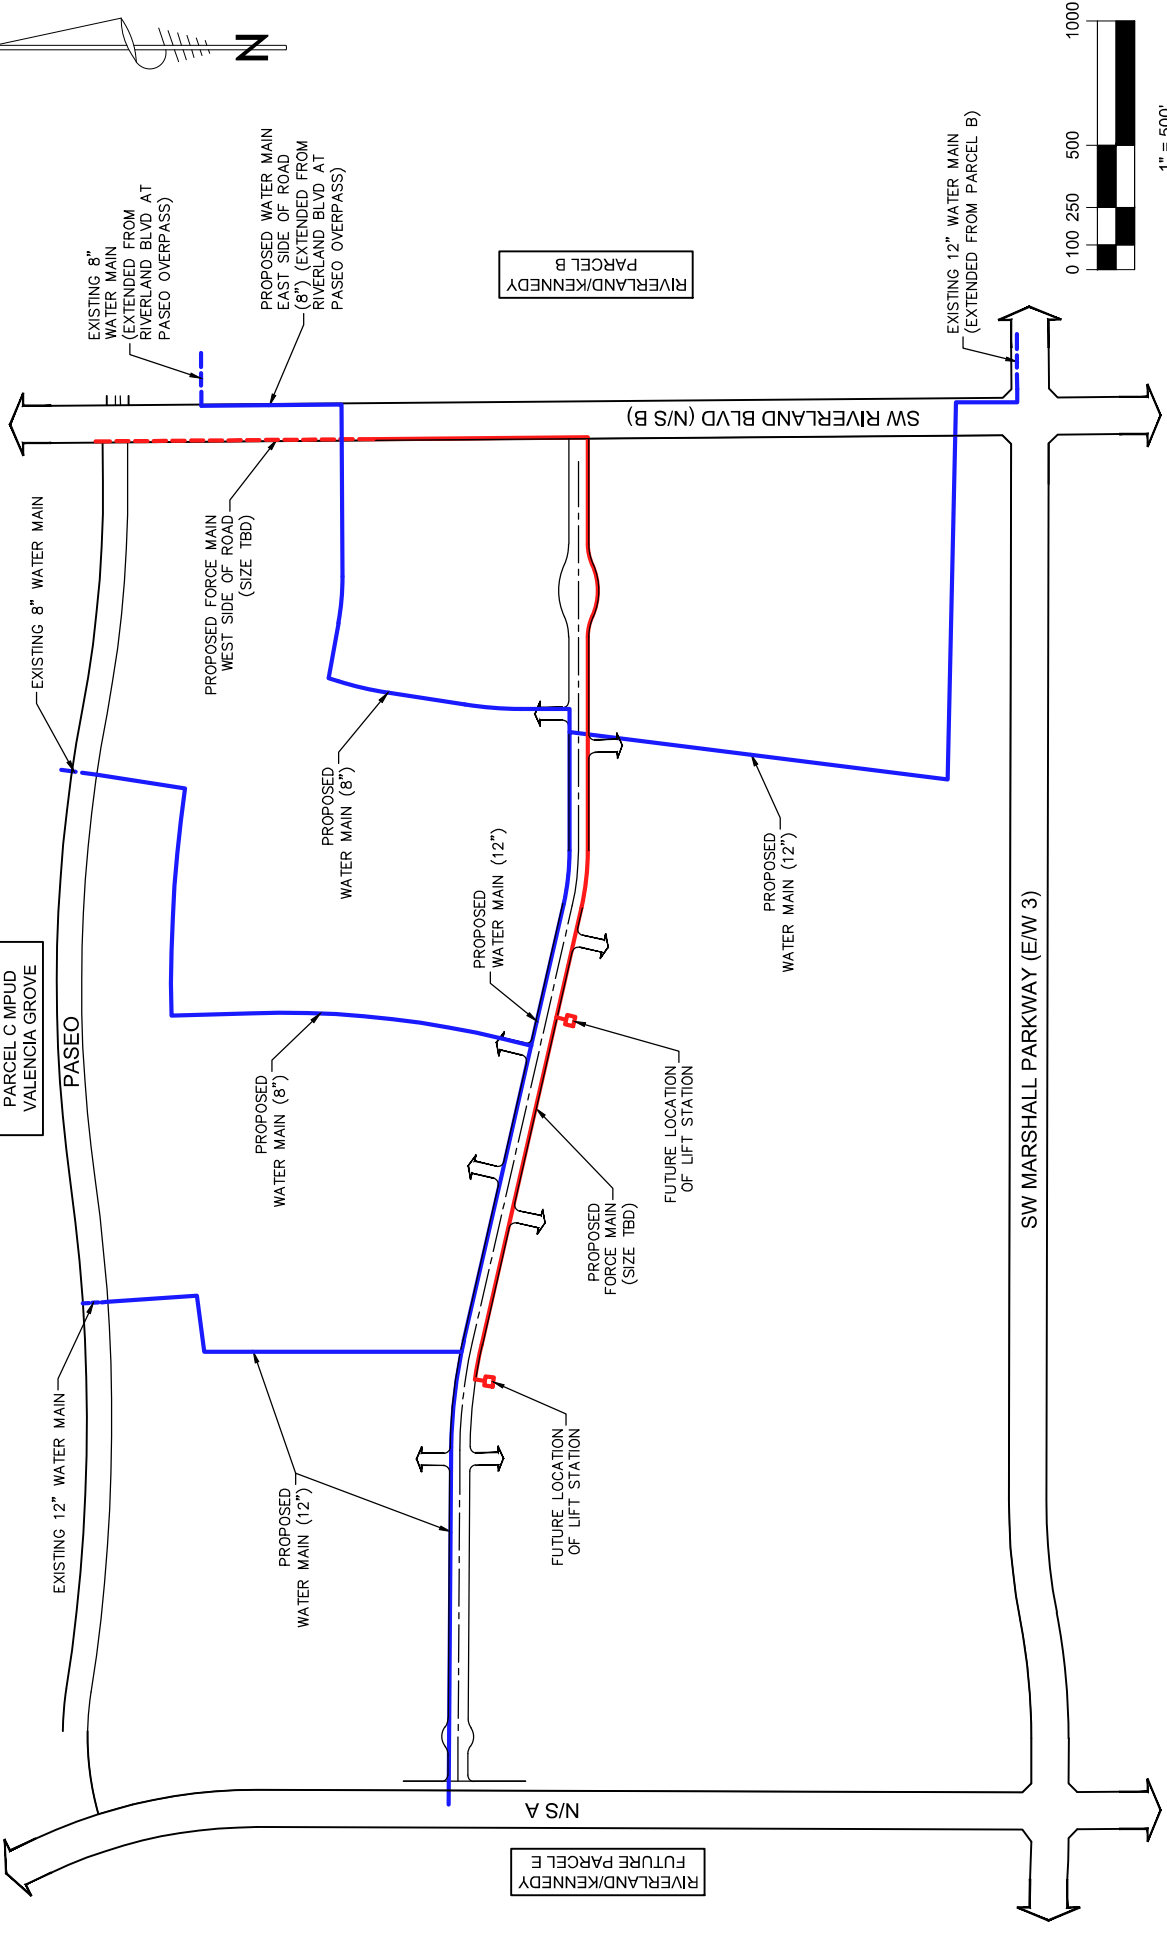 N
EXISTING 8"
WATER MAIN
(EXTENDED FROM
RIVERLAND BLVD AT
PASEO OVERPASS)
PROPOSED WATER MAIN
EAST SIDE OF ROAD
(8") (EXTENDED FROM
RIVERLAND BLVD AT
PASEO OVERPASS)
RIVERLAND/KENNEDY
PARCEL B
EXISTING 12" WATER MAIN
(EXTENDED FROM PARCEL B)
0 100 250 500 1000
1" = 500'
SW RIVERLAND BLVD (N/S B)
EXISTING 8" WATER MAIN
PROPOSED FORCE MAIN
WEST SIDE OF ROAD
(SIZE TBD)
PROPOSED
WATER MAIN (8")
PROPOSED
WATER MAIN (12")
PROPOSED
WATER MAIN (12")
PARCEL C MPUD
VALENCIA GROVE
PASEO
PROPOSED
WATER MAIN (8")
FUTURE LOCATION
OF LIFT STATION
PROPOSED
FORCE MAIN
(SIZE TBD)
SW MARSHALL PARKWAY (E/W 3)
EXISTING 12" WATER MAIN
PROPOSED
WATER MAIN (12")
FUTURE LOCATION
OF LIFT STATION
N/S A
RIVERLAND/KENNEDY
FUTURE PARCEL E